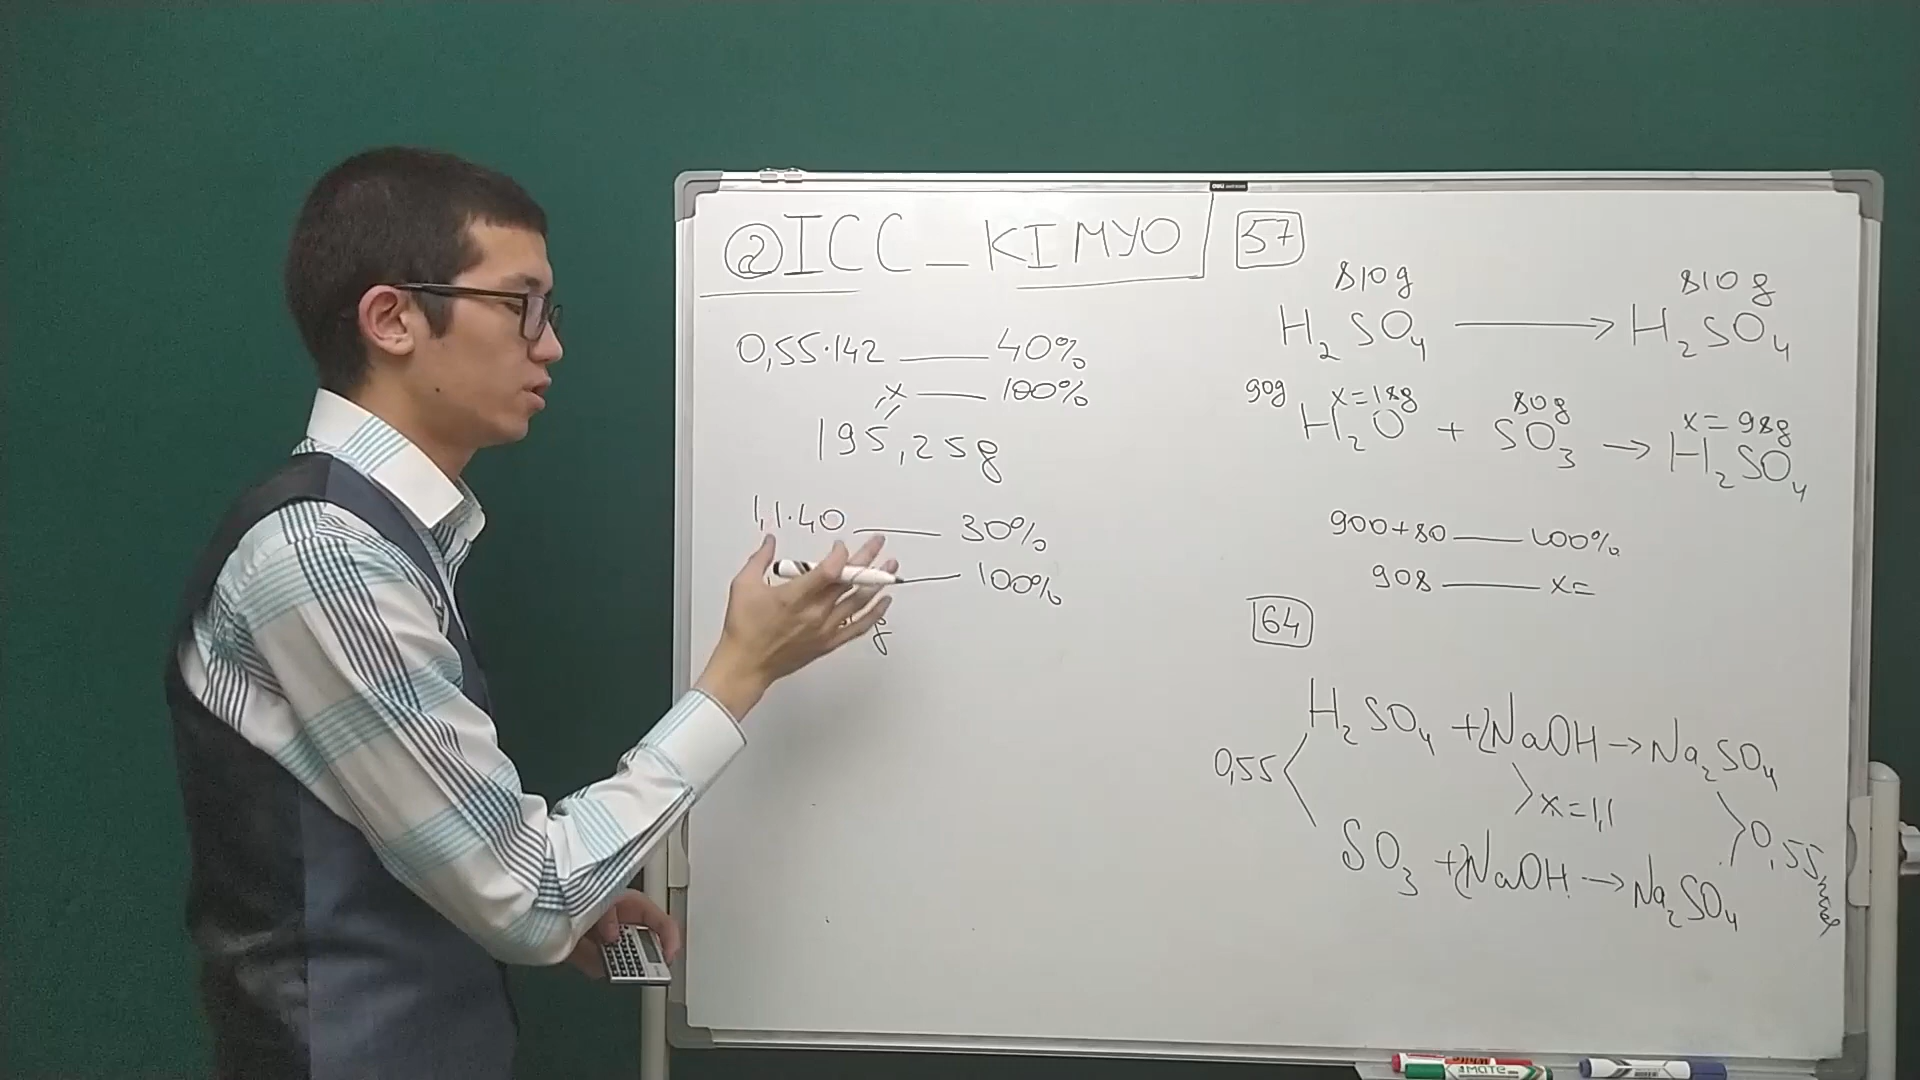 @ICC_KIMYO
0,55·142 —— 40%
x —— 100%
195,25g
1,1·40 —— 30%
—— 100%
g
57
810g 810g
H₂SO₄ → H₂SO₄
90g x=18g 80g x=98g
H₂O + SO₃ → H₂SO₄
900+80 —— 100%
908 —— x=
64
H₂SO₄ +2NaOH → Na₂SO₄
0,55 x=1,1 0,55
SO₃ +2NaOH → Na₂SO₄
deli
MATE